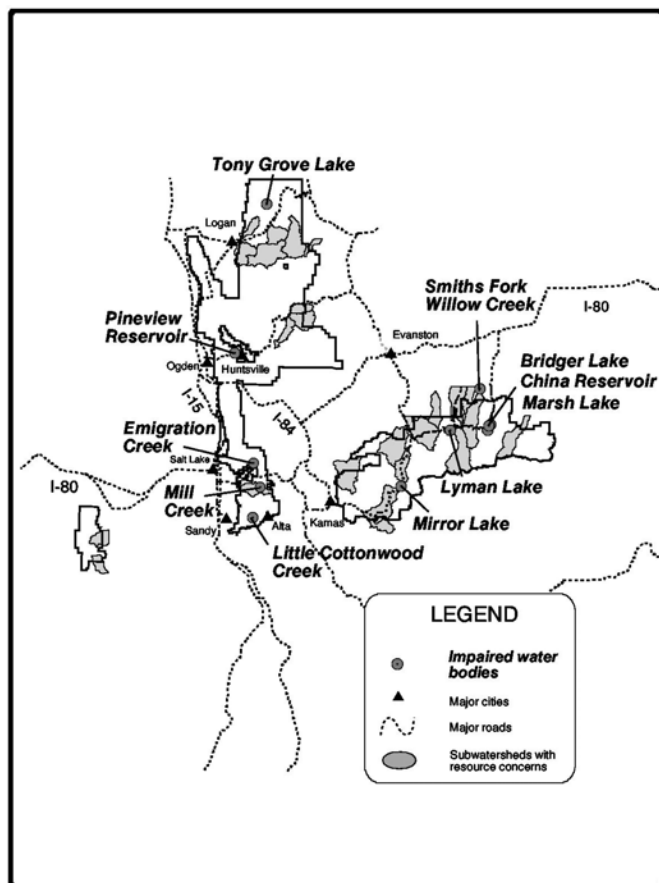 Tony Grove Lake
Logan
Smiths Fork
Willow Creek
I-80
Pineview
Reservoir
Evanston
Ogden
Huntsville
Bridger Lake
China Reservoir
Marsh Lake
I-15
I-84
Emigration
Creek
Salt Lake
I-80
Mill
Creek
Lyman Lake
Kamas
Mirror Lake
Sandy
Alta
Little Cottonwood
Creek
LEGEND
Impaired water
bodies
Major cities
Major roads
Subwatersheds with
resource concerns